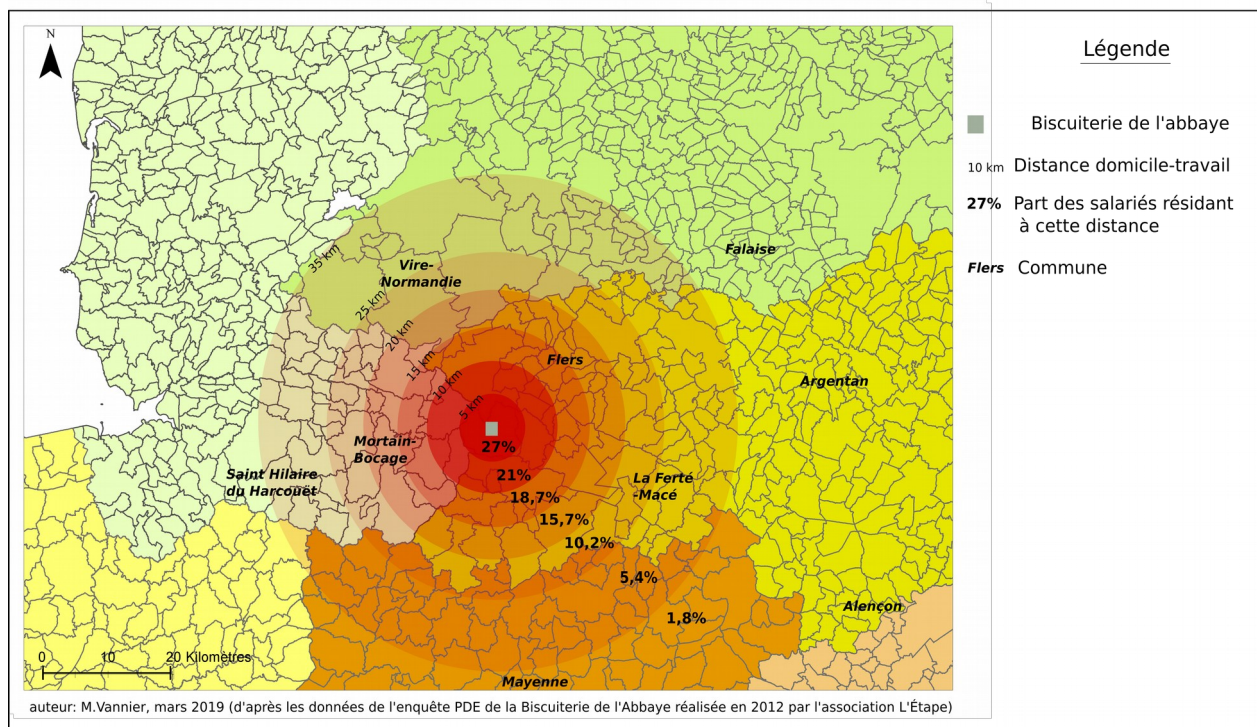 N
Légende
Biscuiterie de l'abbaye
10 km Distance domicile-travail
27% Part des salariés résidant
à cette distance
Flers Commune
Falaise
35 km
Vire-
Normandie
25 km
20 km
15 km
Flers
10 km
Argentan
5 km
Mortain-
Bocage
27%
Saint Hilaire
du Harcouët
21%
La Ferté
-Macé
18,7%
15,7%
10,2%
5,4%
Alençon
1,8%
0 10 20 Kilomètres
Mayenne
auteur: M.Vannier, mars 2019 (d'après les données de l'enquête PDE de la Biscuiterie de l'Abbaye réalisée en 2012 par l'association L'Étape)